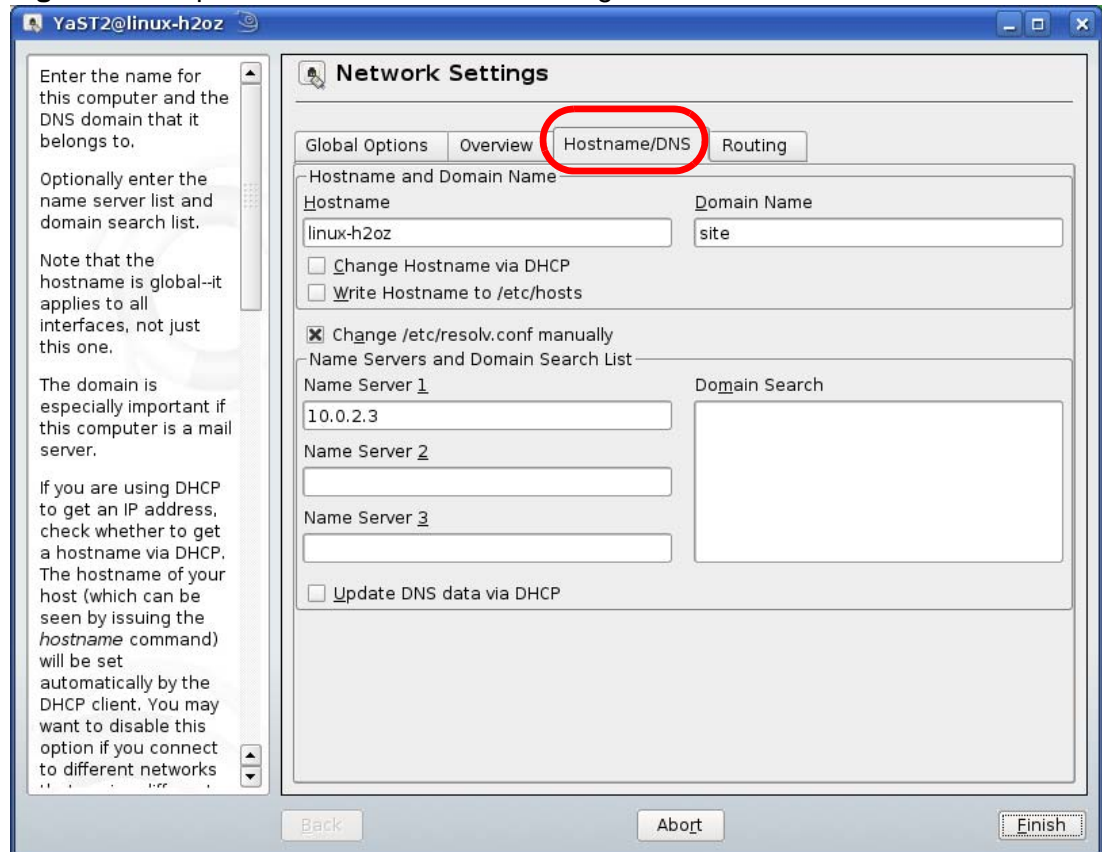 YaST2@linux-h2oz
Enter the name for
this computer and the
DNS domain that it
belongs to.
Optionally enter the
name server list and
domain search list.
Note that the
hostname is global--it
applies to all
interfaces, not just
this one.
The domain is
especially important if
this computer is a mail
server.
If you are using DHCP
to get an IP address,
check whether to get
a hostname via DHCP.
The hostname of your
host (which can be
seen by issuing the
hostname command)
will be set
automatically by the
DHCP client. You may
want to disable this
option if you connect
to different networks
Network Settings
Global Options Overview Hostname/DNS Routing
Hostname and Domain Name
Hostname Domain Name
linux-h2oz site
Change Hostname via DHCP
Write Hostname to /etc/hosts
Change /etc/resolv.conf manually
Name Servers and Domain Search List
Name Server 1 Domain Search
10.0.2.3
Name Server 2
Name Server 3
Update DNS data via DHCP
Back Abort Finish